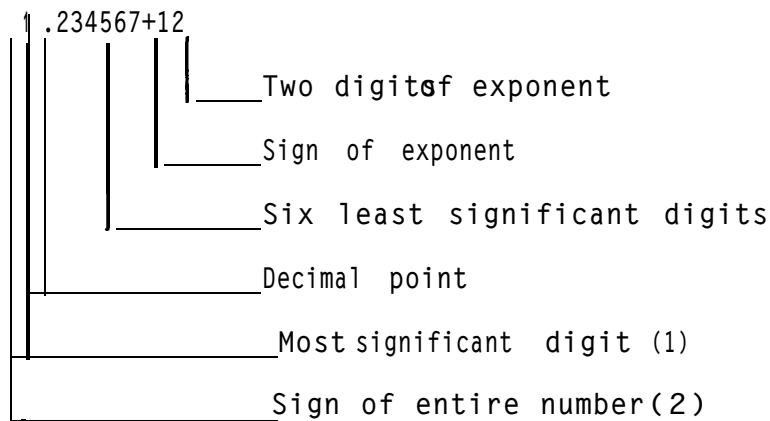 1.234567+12
Two digits of exponent
Sign of exponent
Six least significant digits
Decimal point
Most significant digit (1)
Sign of entire number(2)